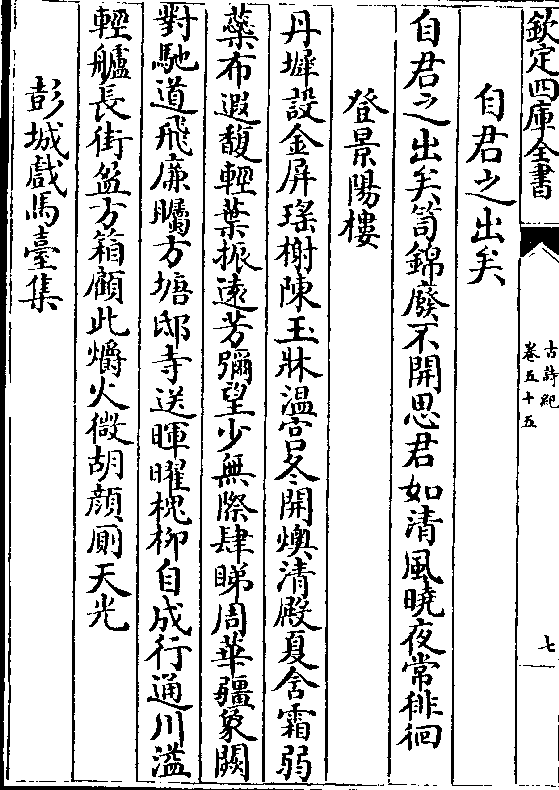 欽定四庫全書
古詩紀
卷五十五
七
自君之出矣
自君之出矣笥錦廢不開思君如清風曉夜常徘徊
登景陽樓
丹墀設金屏瑤榭陳玉牀溫宮冬開燠清殿夏含霜弱
蘂布遐馥輕葉振遠芳彌望少無際肆睇周華疆象闕
對馳道飛廉矚方塘邸寺送暉曜槐柳自成行通川溢
輕艫長街盈方箱顧此爝火微胡顔厠天光
彭城戲馬臺集